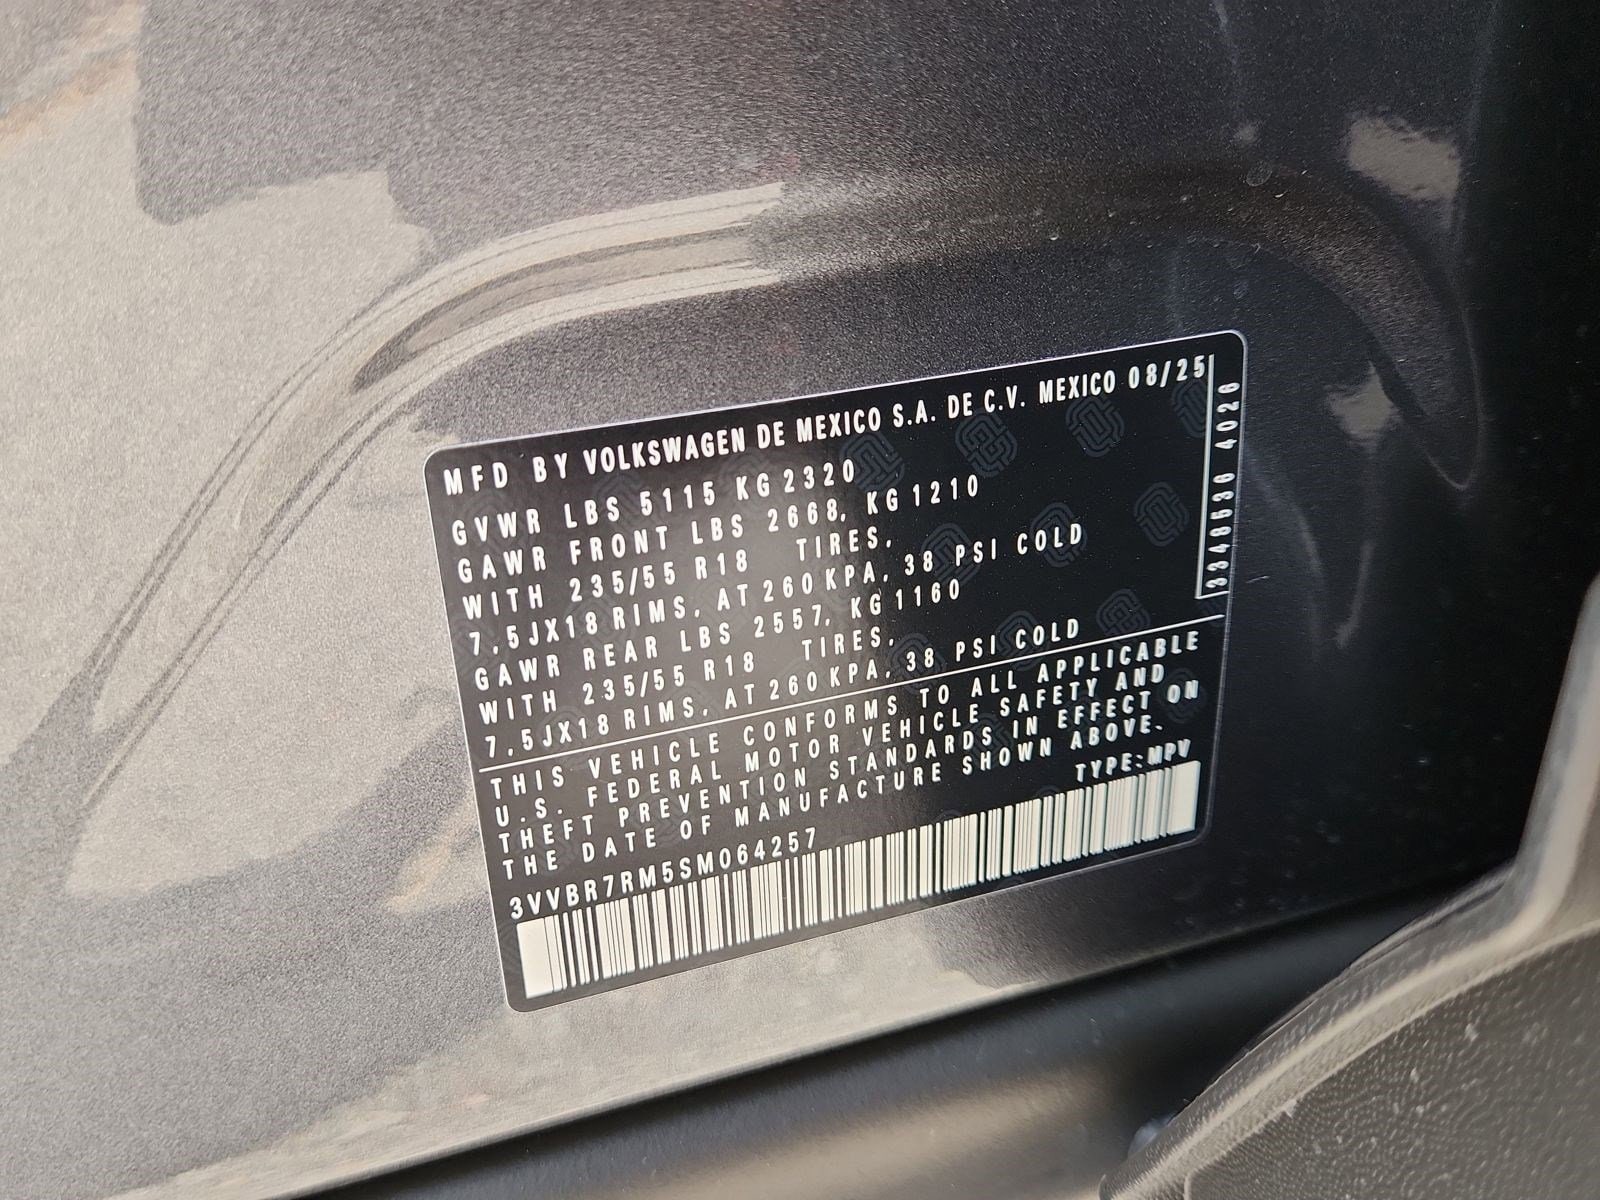 MFD BY VOLKSWAGEN DE MEXICO S.A. DE C.V. MEXICO 08/25
GVWR LBS 5115 KG 2320
GAWR FRONT LBS 2668, KG 1210
WITH 235/55 R18 TIRES,
7,5JX18 RIMS, AT 260 KPA, 38 PSI COLD
GAWR REAR LBS 2557, KG 1160
WITH 235/55 R18 TIRES,
7,5JX18 RIMS, AT 260 KPA, 38 PSI COLD
THIS VEHICLE CONFORMS TO ALL APPLICABLE
U.S. FEDERAL MOTOR VEHICLE SAFETY AND
THEFT PREVENTION STANDARDS IN EFFECT ON
THE DATE OF MANUFACTURE SHOWN ABOVE.
TYPE:MPV
3VVBR7RM5SM064257
3348536 4026